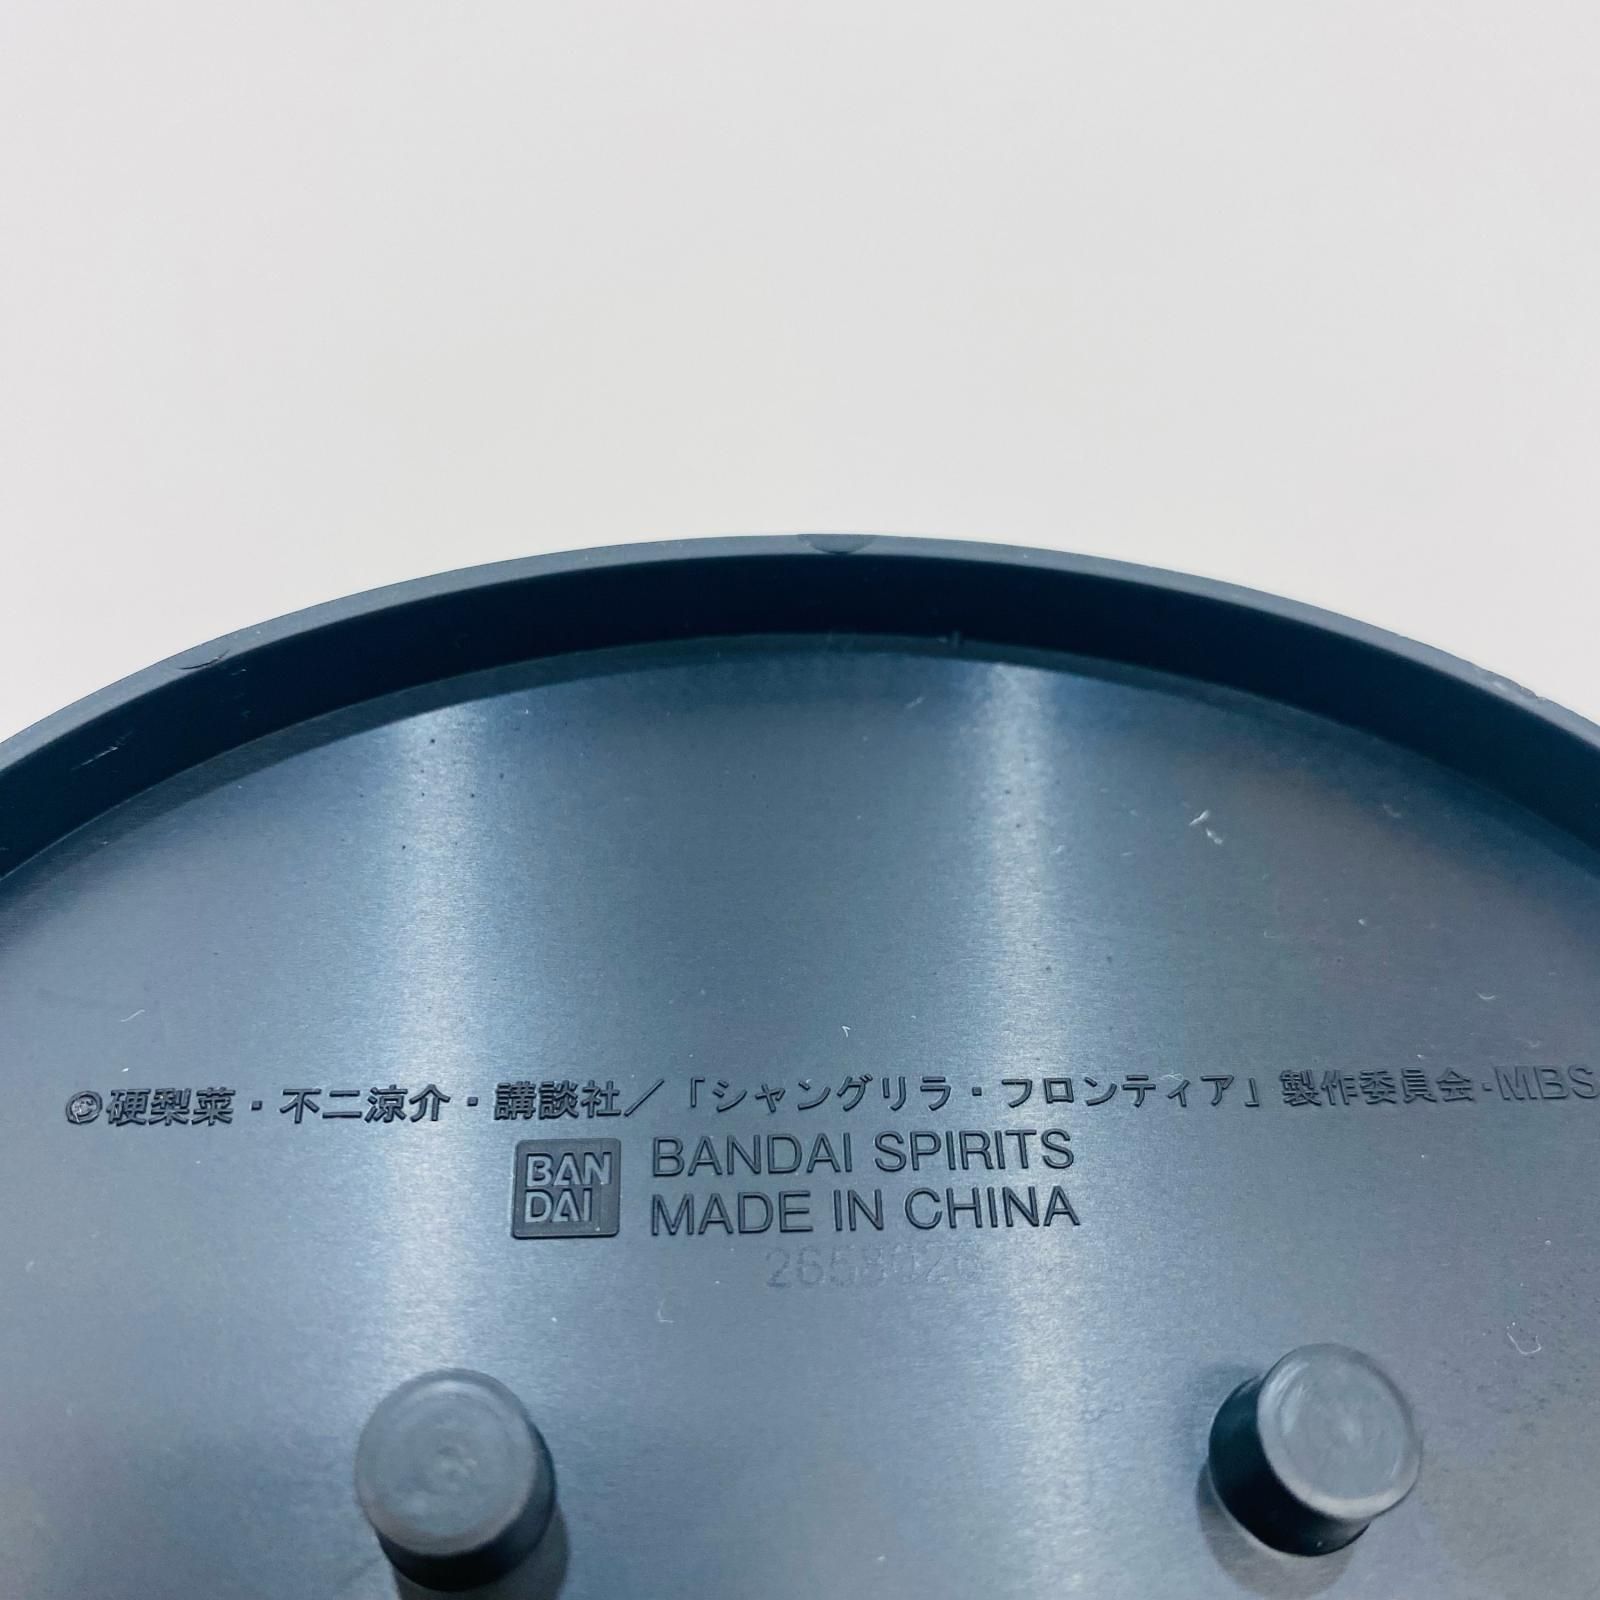 ©硬梨菜・不二涼介・講談社／「シャングリラ・フロンティア」製作委員会・MBS
BAN
DAI
BANDAI SPIRITS
MADE IN CHINA
2658026